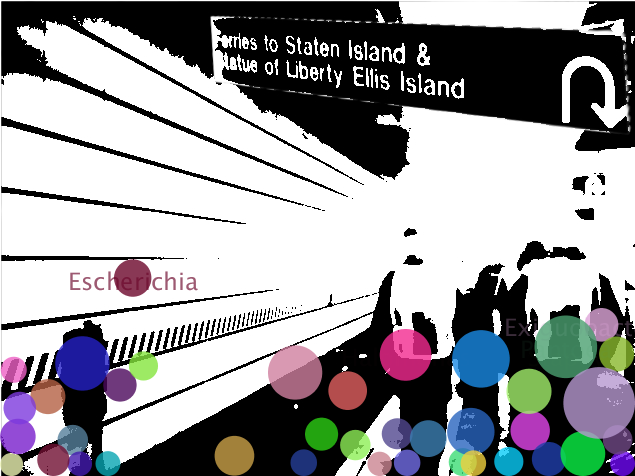 Ferries to Staten Island &
Statue of Liberty Ellis Island
Escherichia